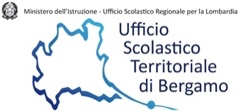 Ministero dell'Istruzione - Ufficio Scolastico Regionale per la Lombardia
Ufficio
Scolastico
Territoriale
di Bergamo